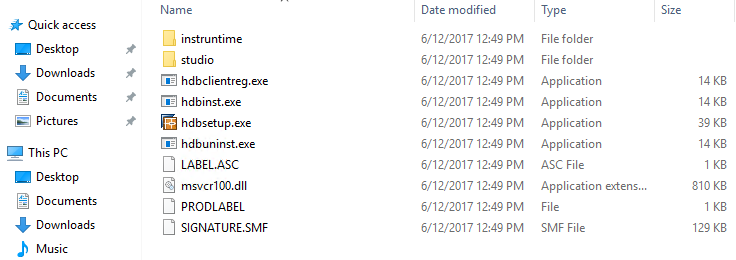 Name Date modified Type Size
Quick access
Desktop
Downloads
Documents
Pictures
This PC
Desktop
Documents
Downloads
Music
instruntime 6/12/2017 12:49 PM File folder
studio 6/12/2017 12:49 PM File folder
hdbclientreg.exe 6/12/2017 12:49 PM Application 14 KB
hdbinst.exe 6/12/2017 12:49 PM Application 14 KB
hdbsetup.exe 6/12/2017 12:49 PM Application 39 KB
hdbuninst.exe 6/12/2017 12:49 PM Application 14 KB
LABEL.ASC 6/12/2017 12:49 PM ASC File 1 KB
msvcr100.dll 6/12/2017 12:49 PM Application extens... 810 KB
PRODLABEL 6/12/2017 12:49 PM File 1 KB
SIGNATURE.SMF 6/12/2017 12:49 PM SMF File 129 KB